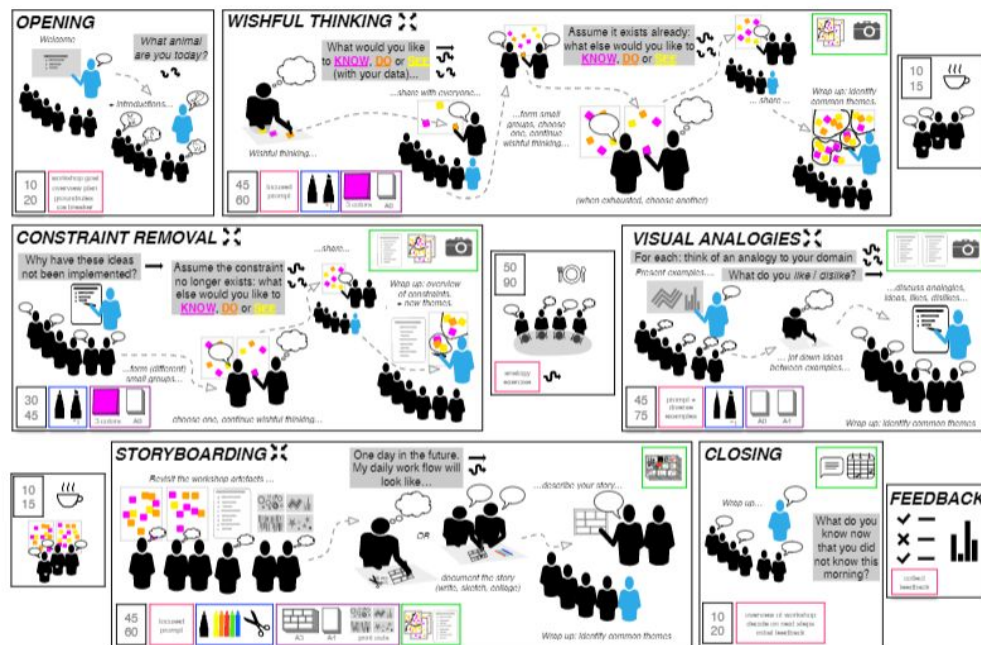 OPENING
Welcome
What animal
are you today?
+ Introductions...
10
20
workshop goal
overview plan
groundrules
ice breaker
WISHFUL THINKING
What would you like
to KNOW, DO or SEE
(with your data)...
Wishful thinking...
...share with everyone...
...form small
groups, choose
one, continue
wishful thinking...
Assume it exists already:
what else would you like to
KNOW, DO or SEE
(when exhausted, choose another)
... share ...
Wrap up: Identify
common themes.
45
60
focused
prompt
3 colors
A0
10
15
CONSTRAINT REMOVAL
Why have these ideas
not been implemented?
...form (different)
small groups...
Assume the constraint
no longer exists: what
else would you like to
KNOW, DO or SEE
choose one, continue wishful thinking...
...share...
Wrap up: overview
of constraints.
+ new themes.
30
45
3 colors
A0
50
90
analogy
exercise
VISUAL ANALOGIES
For each: think of an analogy to your domain
Present examples...
What do you like / dislike?
... jot down ideas
between examples...
...discuss analogies,
ideas, likes, dislikes...
Wrap up: Identify common themes
45
75
prompt +
diverse
examples
A0
A4
10
15
STORYBOARDING
Revisit the workshop artefacts ...
One day in the future.
My daily work flow will
look like...
OR
document the story
(write, sketch, collage)
...describe your story...
Wrap up: Identify common themes
45
60
focused
prompt
A3
A4
print outs
CLOSING
Wrap up...
What do you
know now
that you did
not know this
morning?
10
20
overview of workshop
decide on next steps
initial feedback
FEEDBACK
collect
feedback